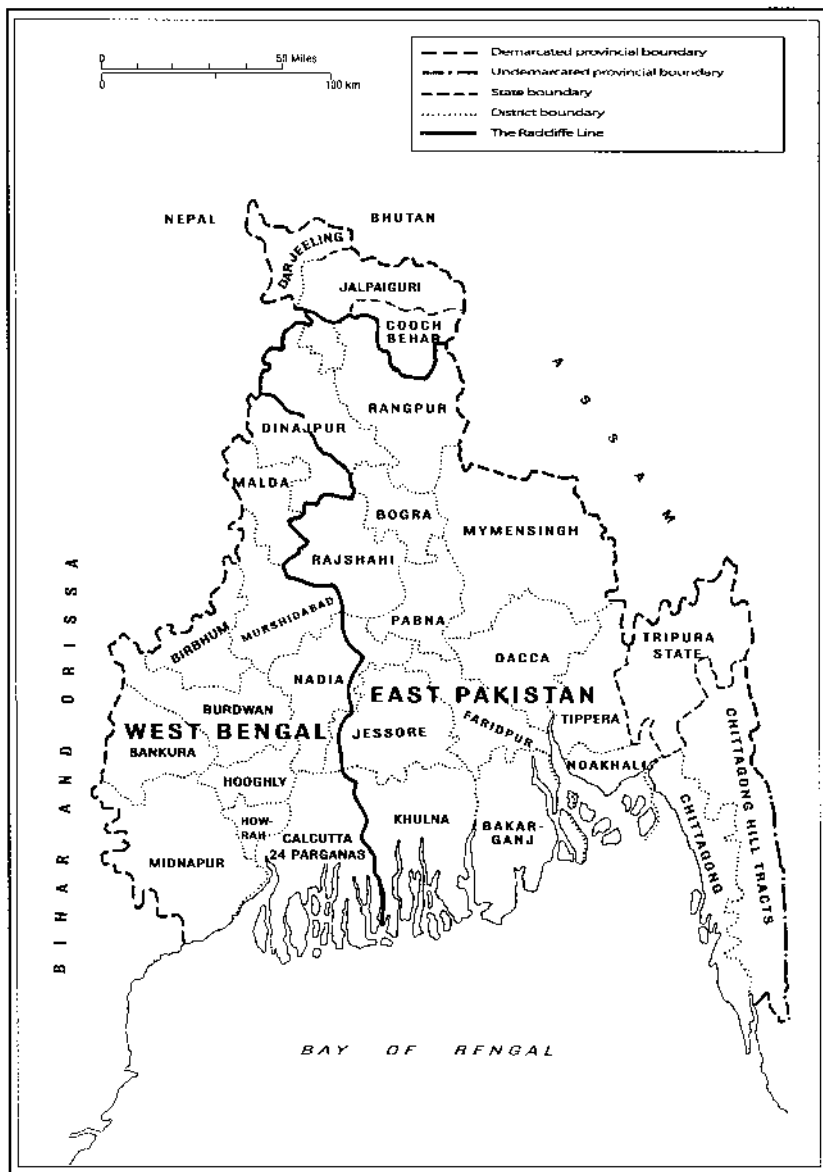 0 50 Miles
0 100 km
Demarcated provincial boundary
Undemarcated provincial boundary
State boundary
District boundary
The Radcliffe Line
NEPAL
BHUTAN
DARJEELING
JALPAIGURI
COOCH
BEHAR
ASSAM
RANGPUR
DINAJPUR
MALDA
BOGRA
MYMENSINGH
RAJSHAHI
BIHAR AND ORISSA
MURSHIDABAD
BIRBHUM
PABNA
TRIPURA
STATE
DACCA
NADIA
EAST PAKISTAN
BURDWAN
WEST BENGAL
BANKURA
JESSORE
FARIDPUR
TIPPERA
NOAKHALI
HOOGHLY
HOW-
RAH
CALCUTTA
24 PARGANAS
KHULNA
BAKAR-
GANJ
MIDNAPUR
CHITTAGONG
CHITTAGONG HILL TRACTS
BAY OF BENGAL